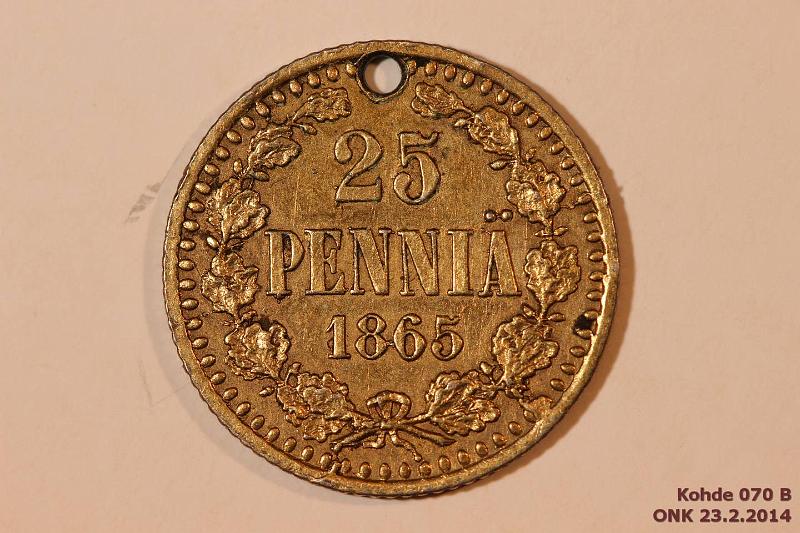 25
PENNIÄ
1865
Kohde 070 B
ONK 23.2.2014